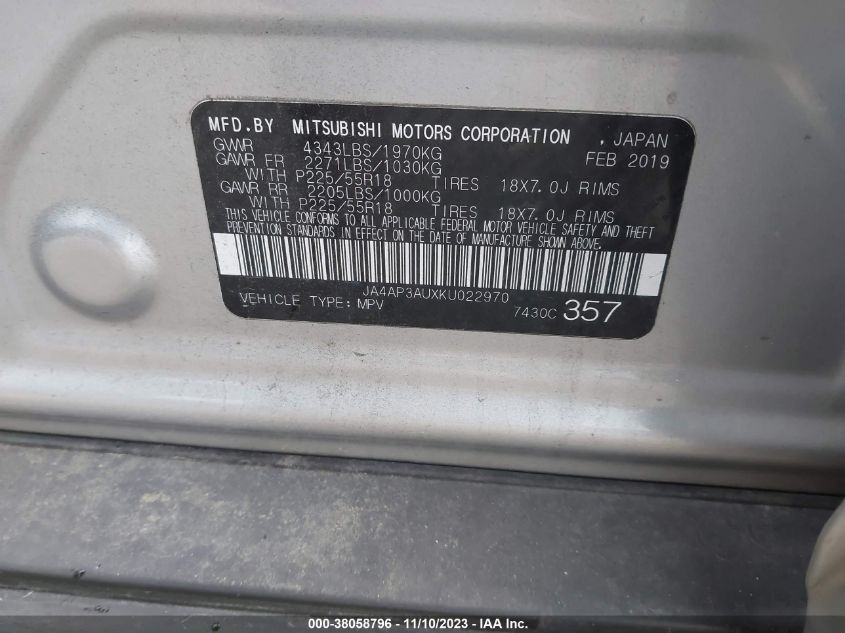 MFD.BY MITSUBISHI MOTORS CORPORATION , JAPAN
GVWR 4343LBS/1970KG FEB 2019
GAWR FR 2271LBS/1030KG
WITH P225/55R18 TIRES 18X7.0J RIMS
GAWR RR 2205LBS/1000KG
WITH P225/55R18 TIRES 18X7.0J RIMS
THIS VEHICLE CONFORMS TO ALL APPLICABLE FEDERAL MOTOR VEHICLE SAFETY AND THEFT
PREVENTION STANDARDS IN EFFECT ON THE DATE OF MANUFACTURE SHOWN ABOVE.
JA4AP3AUXKU022970
VEHICLE TYPE:MPV 7430C 357
000-38058796 - 11/10/2023 - IAA Inc.